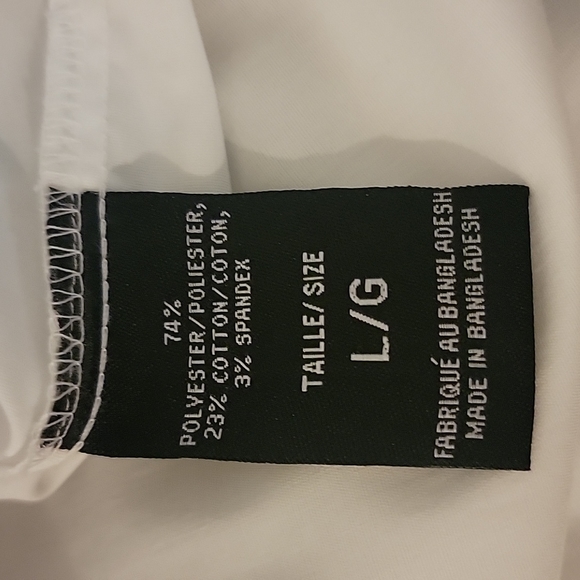 74%
POLYESTER/POLIESTER,
23% COTTON/COTON,
3% SPANDEX
TAILLE/SIZE
L/G
FABRIQUÉ AU BANGLADESH
MADE IN BANGLADESH